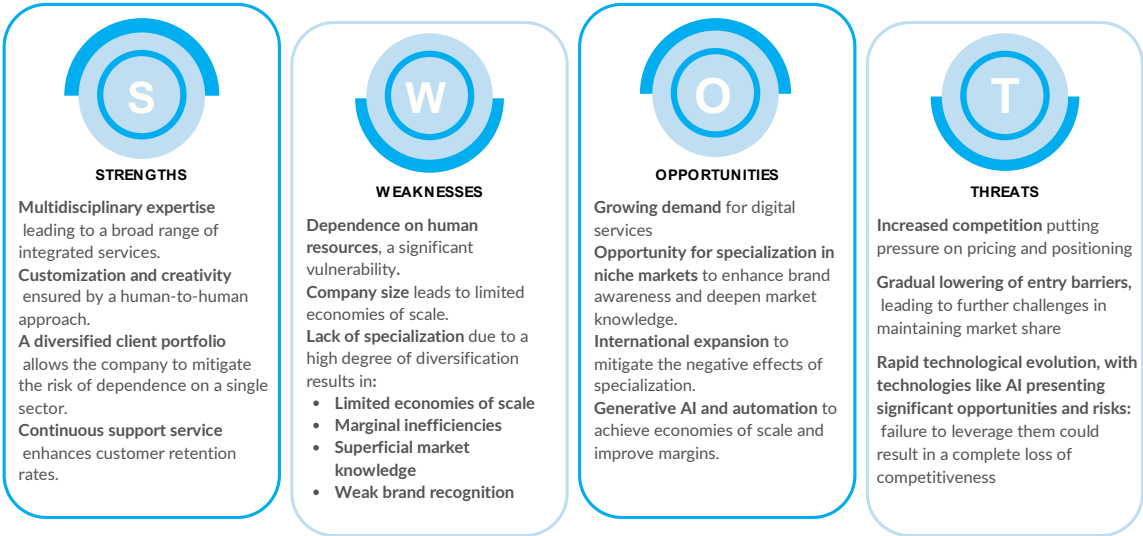 S
STRENGTHS
Multidisciplinary expertise
leading to a broad range of
integrated services.
Customization and creativity
ensured by a human-to-human
approach.
A diversified client portfolio
allows the company to mitigate
the risk of dependence on a single
sector.
Continuous support service
enhances customer retention
rates.
W
WEAKNESSES
Dependence on human
resources, a significant
vulnerability.
Company size leads to limited
economies of scale.
Lack of specialization due to a
high degree of diversification
results in:
• Limited economies of scale
• Marginal inefficiencies
• Superficial market
knowledge
• Weak brand recognition
O
OPPORTUNITIES
Growing demand for digital
services
Opportunity for specialization in
niche markets to enhance brand
awareness and deepen market
knowledge.
International expansion to
mitigate the negative effects of
specialization.
Generative AI and automation to
achieve economies of scale and
improve margins.
T
THREATS
Increased competition putting
pressure on pricing and positioning
Gradual lowering of entry barriers,
leading to further challenges in
maintaining market share
Rapid technological evolution, with
technologies like AI presenting
significant opportunities and risks:
failure to leverage them could
result in a complete loss of
competitiveness